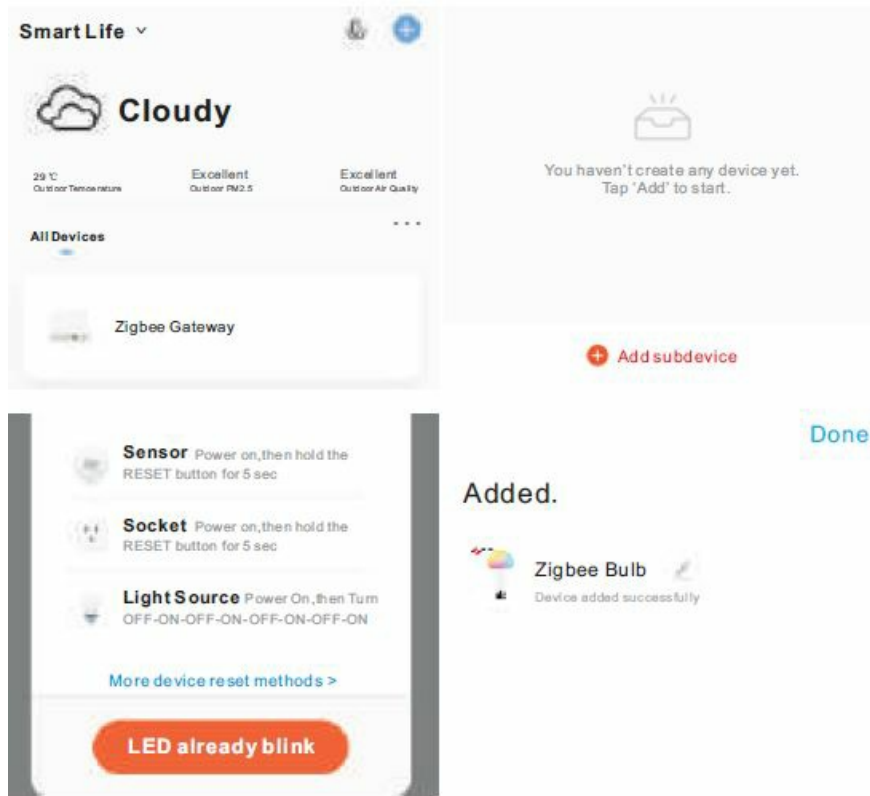 Smart Life
Cloudy
29 ℃
Excellent
Excellent
Outdoor Temperature
Outdoor PM2.5
Outdoor Air Quality
All Devices
Zigbee Gateway
You haven't create any device yet.
Tap 'Add' to start.
Add subdevice
Sensor Power on,then hold the
RESET button for 5 sec
Socket Power on,then hold the
RESET button for 5 sec
Light Source Power On,then Turn
OFF-ON-OFF-ON-OFF-ON-OFF-ON
More device reset methods >
LED already blink
Done
Added.
Zigbee Bulb
Device added successfully